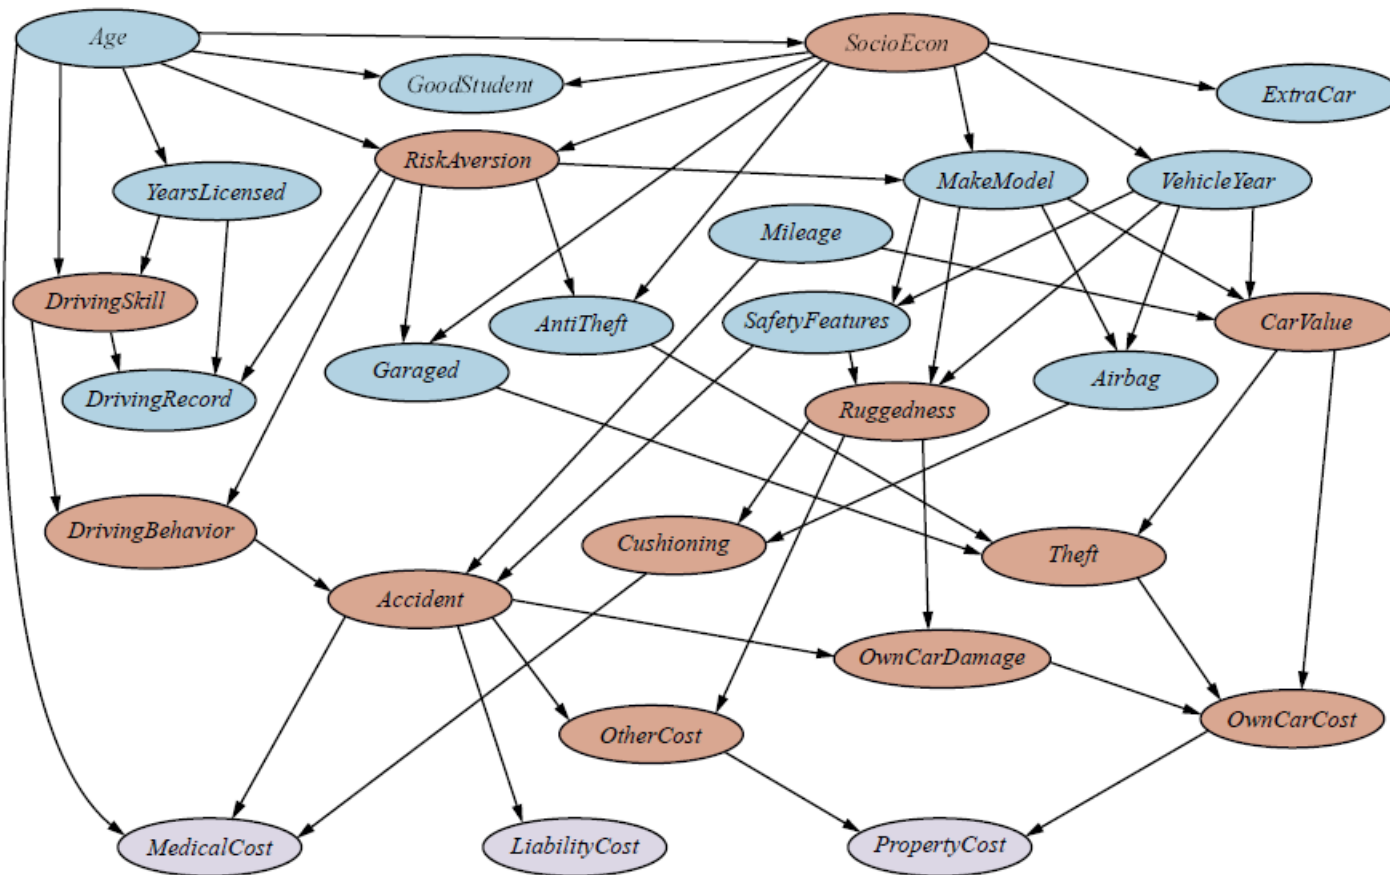 Age
SocioEcon
GoodStudent
ExtraCar
RiskAversion
YearsLicensed
MakeModel
VehicleYear
Mileage
DrivingSkill
AntiTheft
SafetyFeatures
CarValue
Garaged
Airbag
DrivingRecord
Ruggedness
DrivingBehavior
Cushioning
Theft
Accident
OwnCarDamage
OtherCost
OwnCarCost
MedicalCost
LiabilityCost
PropertyCost